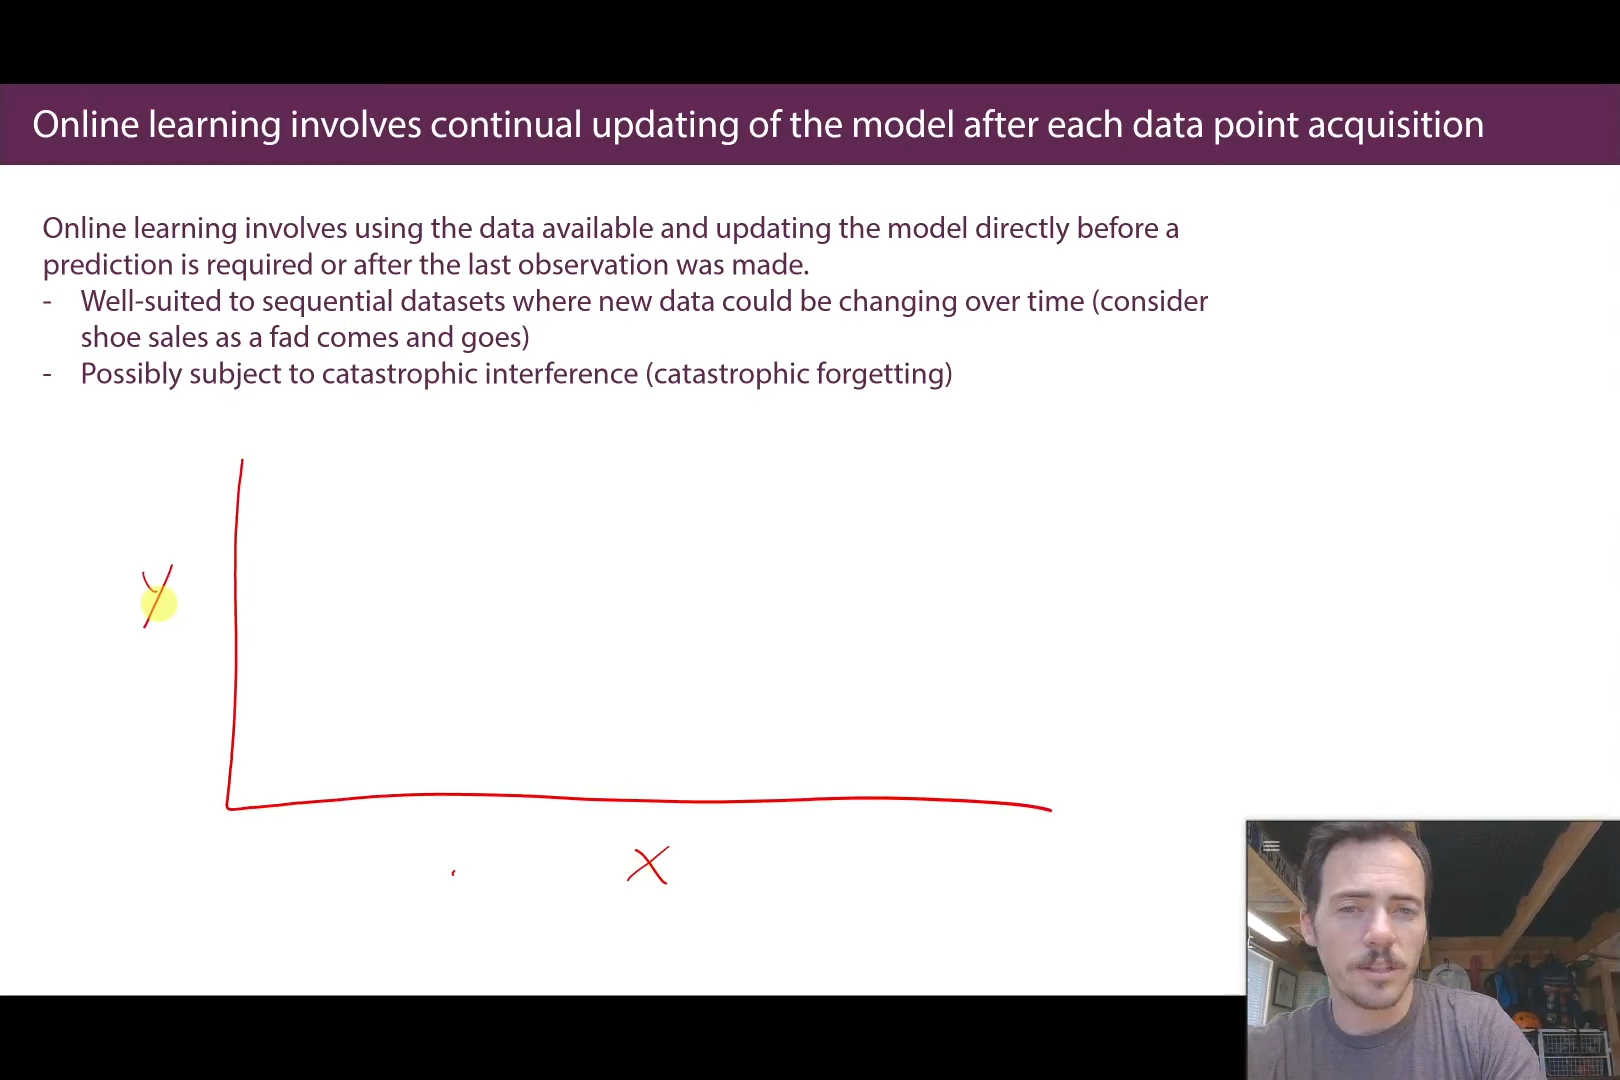 Online learning involves continual updating of the model after each data point acquisition
Online learning involves using the data available and updating the model directly before a
prediction is required or after the last observation was made.
- Well-suited to sequential datasets where new data could be changing over time (consider
shoe sales as a fad comes and goes)
- Possibly subject to catastrophic interference (catastrophic forgetting)
y
x